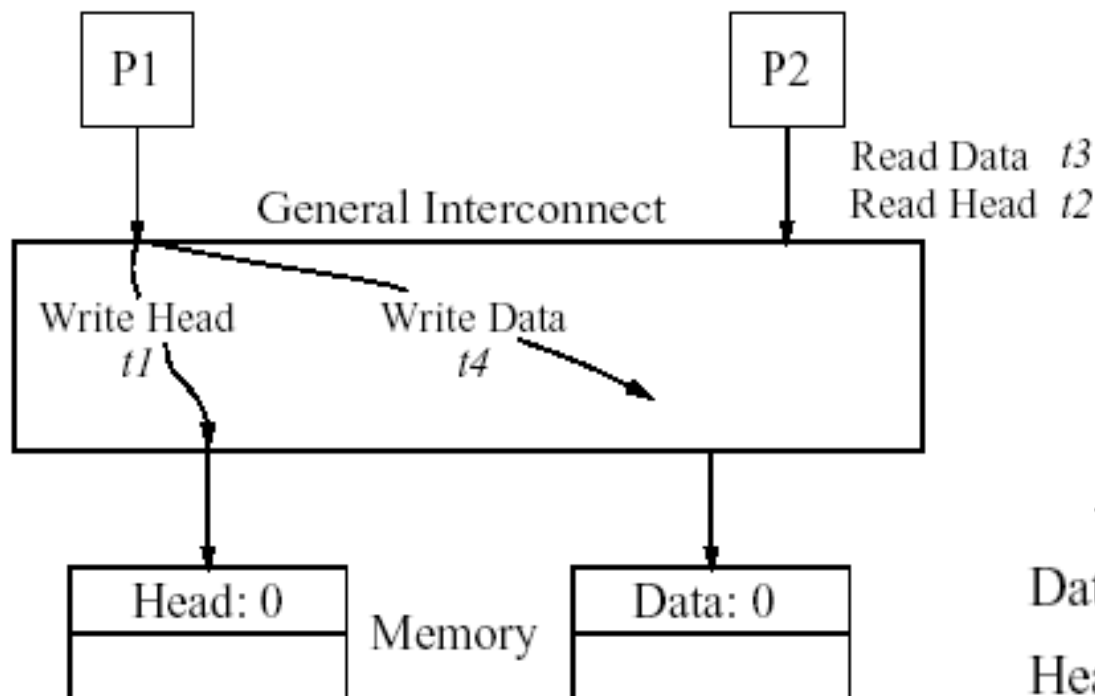 P1
P2
Read Data t3
Read Head t2
General Interconnect
Write Head
t1
Write Data
t4
Head: 0
Memory
Data: 0